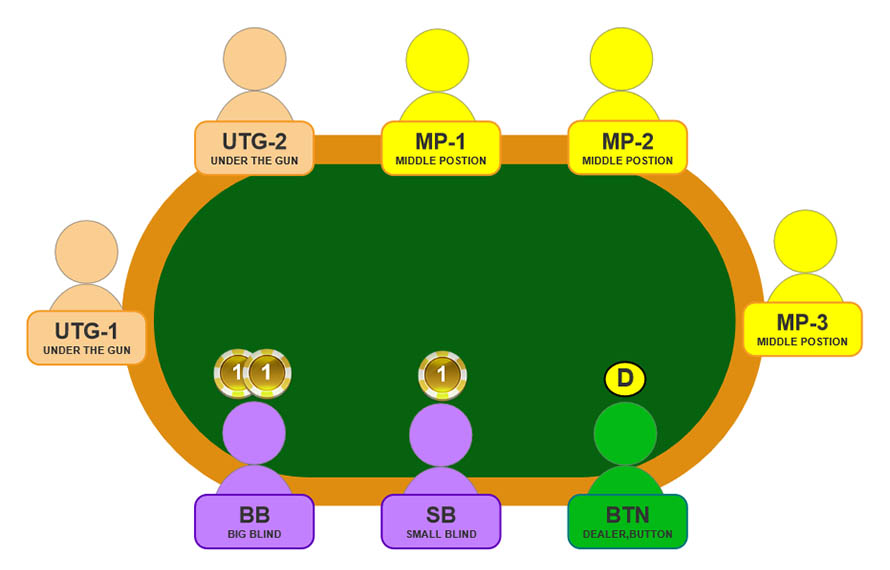 UTG-2
UNDER THE GUN
MP-1
MIDDLE POSTION
MP-2
MIDDLE POSTION
UTG-1
UNDER THE GUN
MP-3
MIDDLE POSTION
1 1
1
D
BB
BIG BLIND
SB
SMALL BLIND
BTN
DEALER,BUTTON